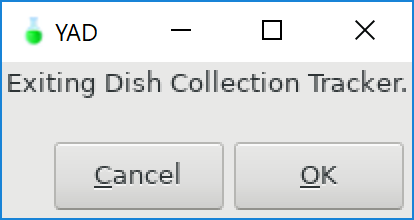 YAD
Exiting Dish Collection Tracker.
Cancel
OK